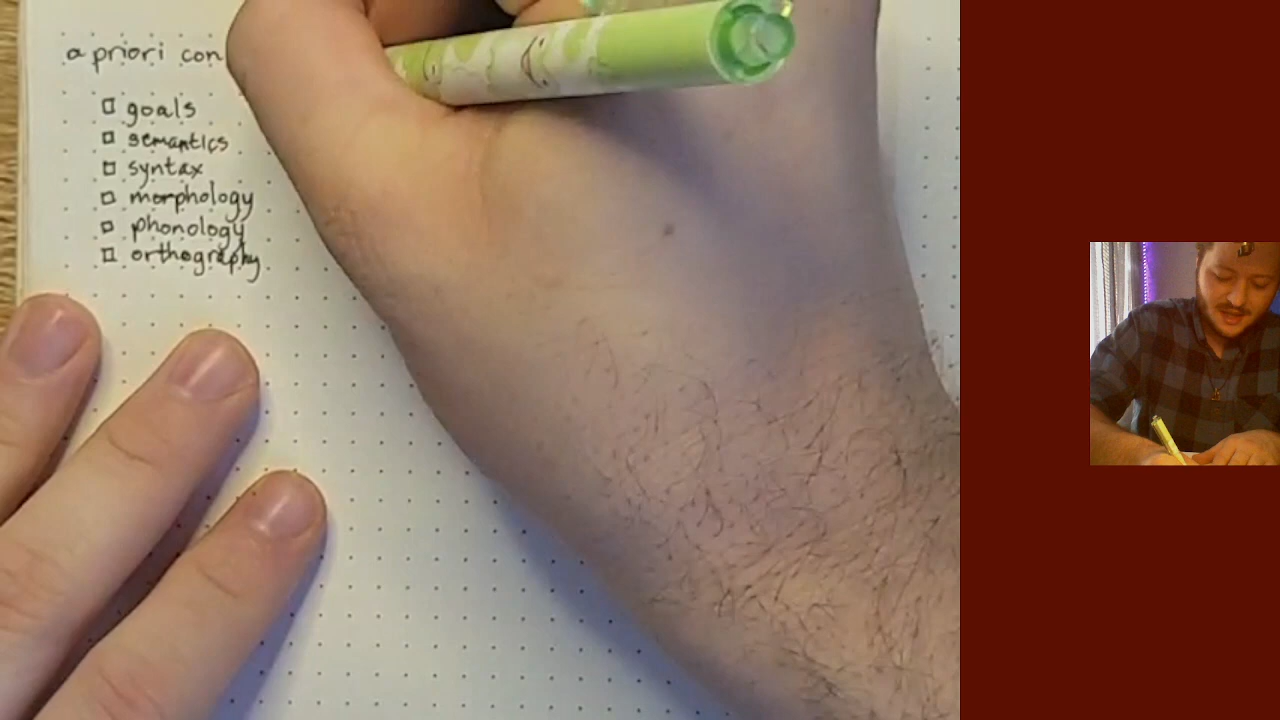 a priori con
goals
semantics
syntax
morphology
phonology
orthography